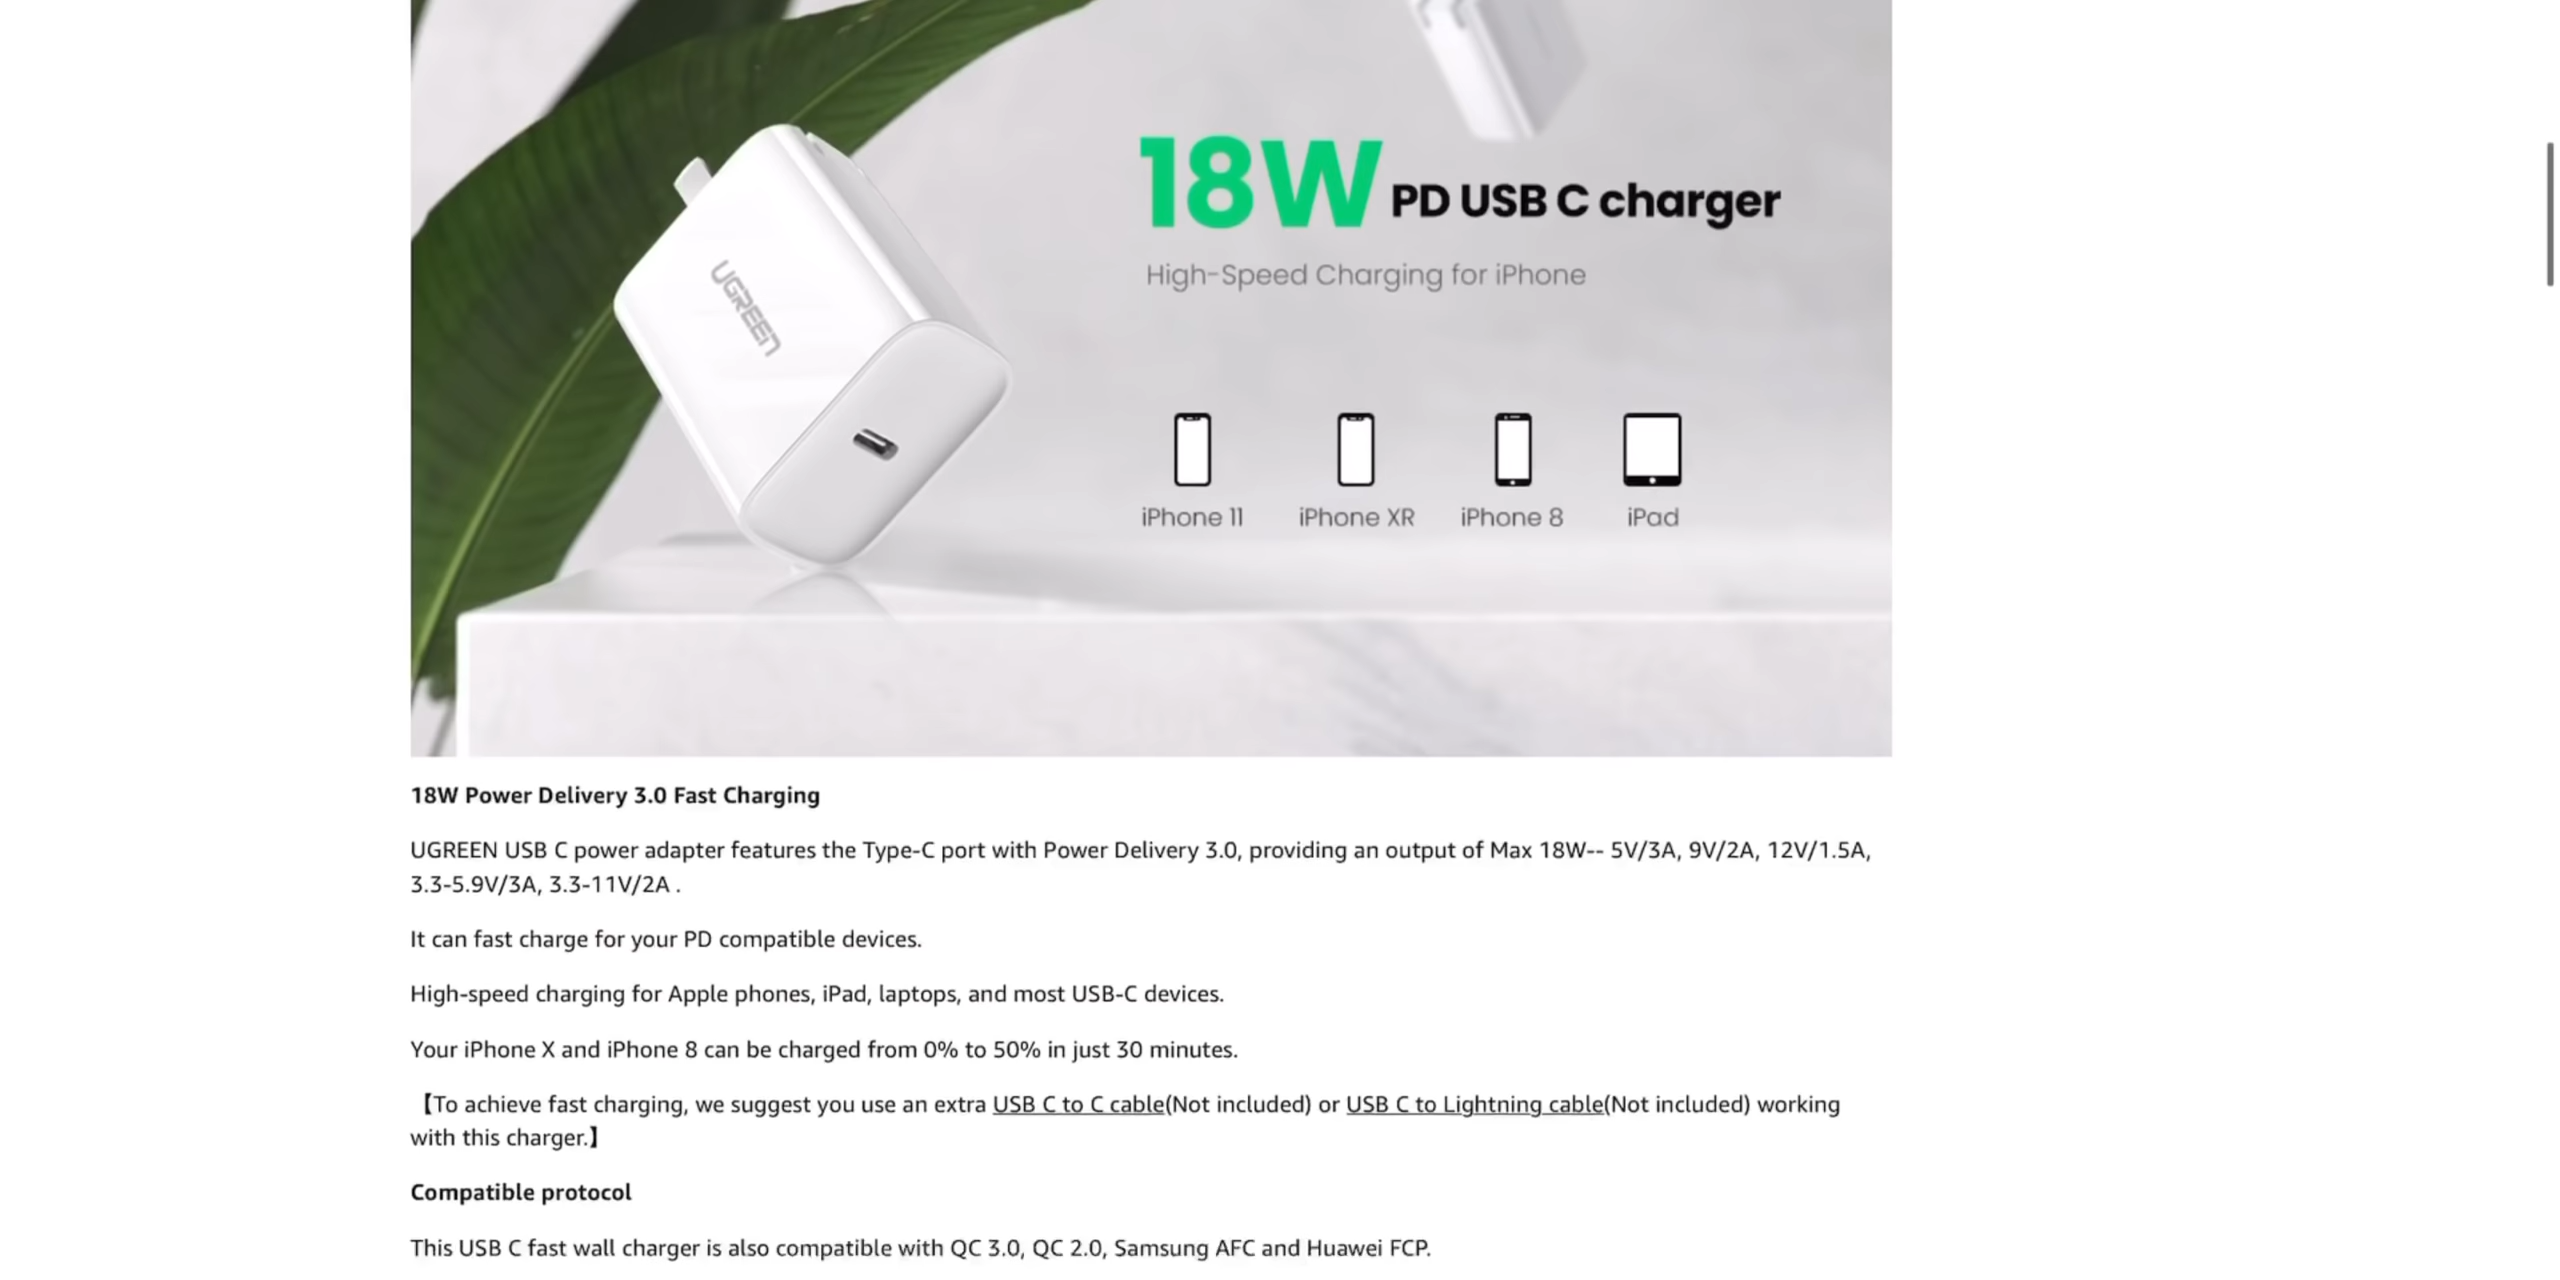 UGREEN
18W PD USB C charger
High-Speed Charging for iPhone
iPhone 11 iPhone XR iPhone 8 iPad
18W Power Delivery 3.0 Fast Charging
UGREEN USB C power adapter features the Type-C port with Power Delivery 3.0, providing an output of Max 18W-- 5V/3A, 9V/2A, 12V/1.5A,
3.3-5.9V/3A, 3.3-11V/2A .
It can fast charge for your PD compatible devices.
High-speed charging for Apple phones, iPad, laptops, and most USB-C devices.
Your iPhone X and iPhone 8 can be charged from 0% to 50% in just 30 minutes.
【To achieve fast charging, we suggest you use an extra USB C to C cable(Not included) or USB C to Lightning cable(Not included) working
with this charger.】
Compatible protocol
This USB C fast wall charger is also compatible with QC 3.0, QC 2.0, Samsung AFC and Huawei FCP.